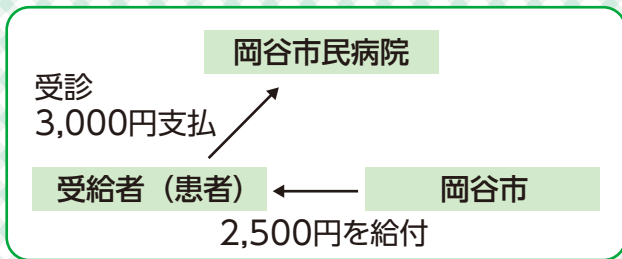 岡谷市民病院
受診
3,000円支払
受給者（患者）
岡谷市
2,500円を給付